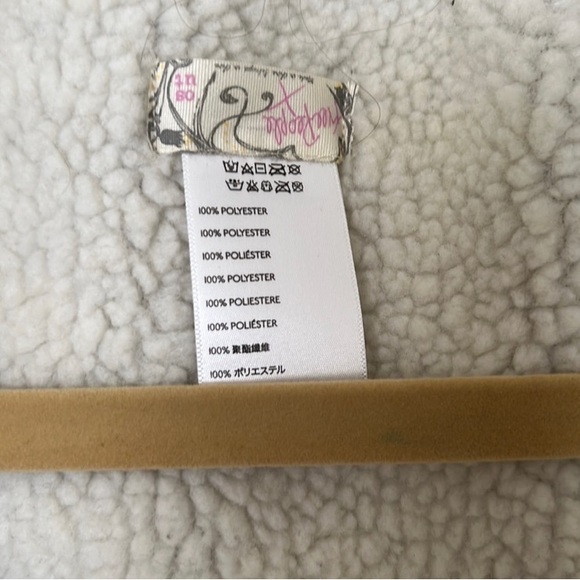 Free People
100% POLYESTER
100% POLYESTER
100% POLIÉSTER
100% POLYESTER
100% POLIESTERE
100% POLIÉSTER
100% 聚酯纖維
100% ポリエステル